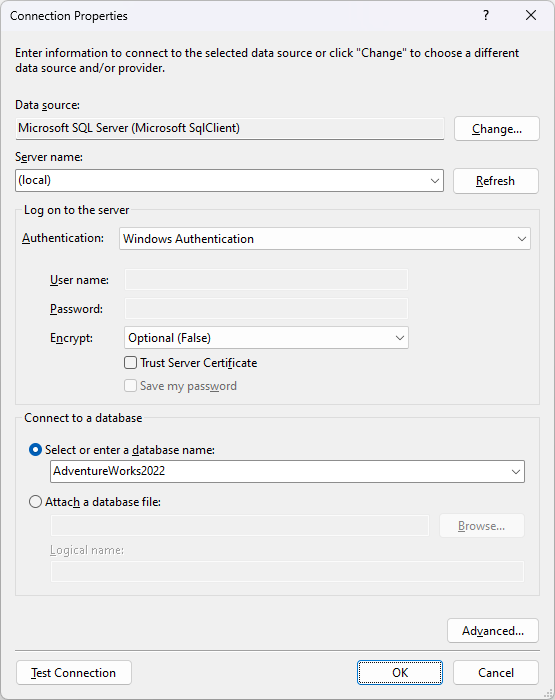 Connection Properties
?
Enter information to connect to the selected data source or click "Change" to choose a different
data source and/or provider.
Data source:
Microsoft SQL Server (Microsoft SqlClient)
Change...
Server name:
(local)
Refresh
Log on to the server
Authentication:
Windows Authentication
User name:
Password:
Encrypt:
Optional (False)
Trust Server Certificate
Save my password
Connect to a database
Select or enter a database name:
AdventureWorks2022
Attach a database file:
Browse...
Logical name:
Advanced...
Test Connection
OK
Cancel